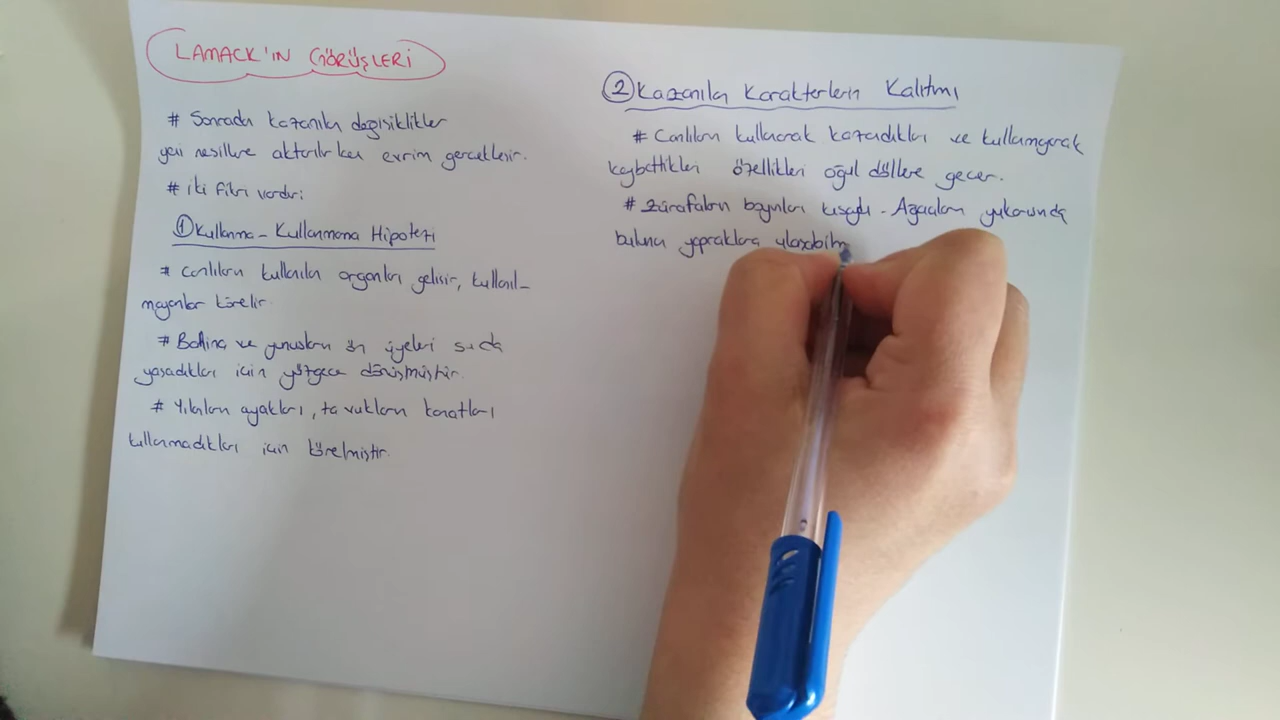 LAMACK'IN GÖRÜŞLERİ
# Sonrada kazanılan değişiklikler
yeni nesillere aktarılırken evrim gerçekleşir.
# iki fikri vardır:
① Kullanma - Kullanmama Hipotezi
# canlıların kullanılan organları gelişir, kullanıl-
mayanlar körelir
# Balina ve yunusların ön üyeleri suda
yaşadıkları için yüzgece dönüşmüştür.
# Yılanların ayakları, tavukların kanatları
kullanmadıkları için körelmiştir.
② Kazanılan Karakterlerin Kalıtımı
# Canlıların kullanarak kazandıkları ve kullanmayarak
kaybettikleri özellikleri oğul döllere geçer.
# Zürafaların boyunları kısaydı. Ağaçların yukarısında
buluna yapraklara ulaşabilm